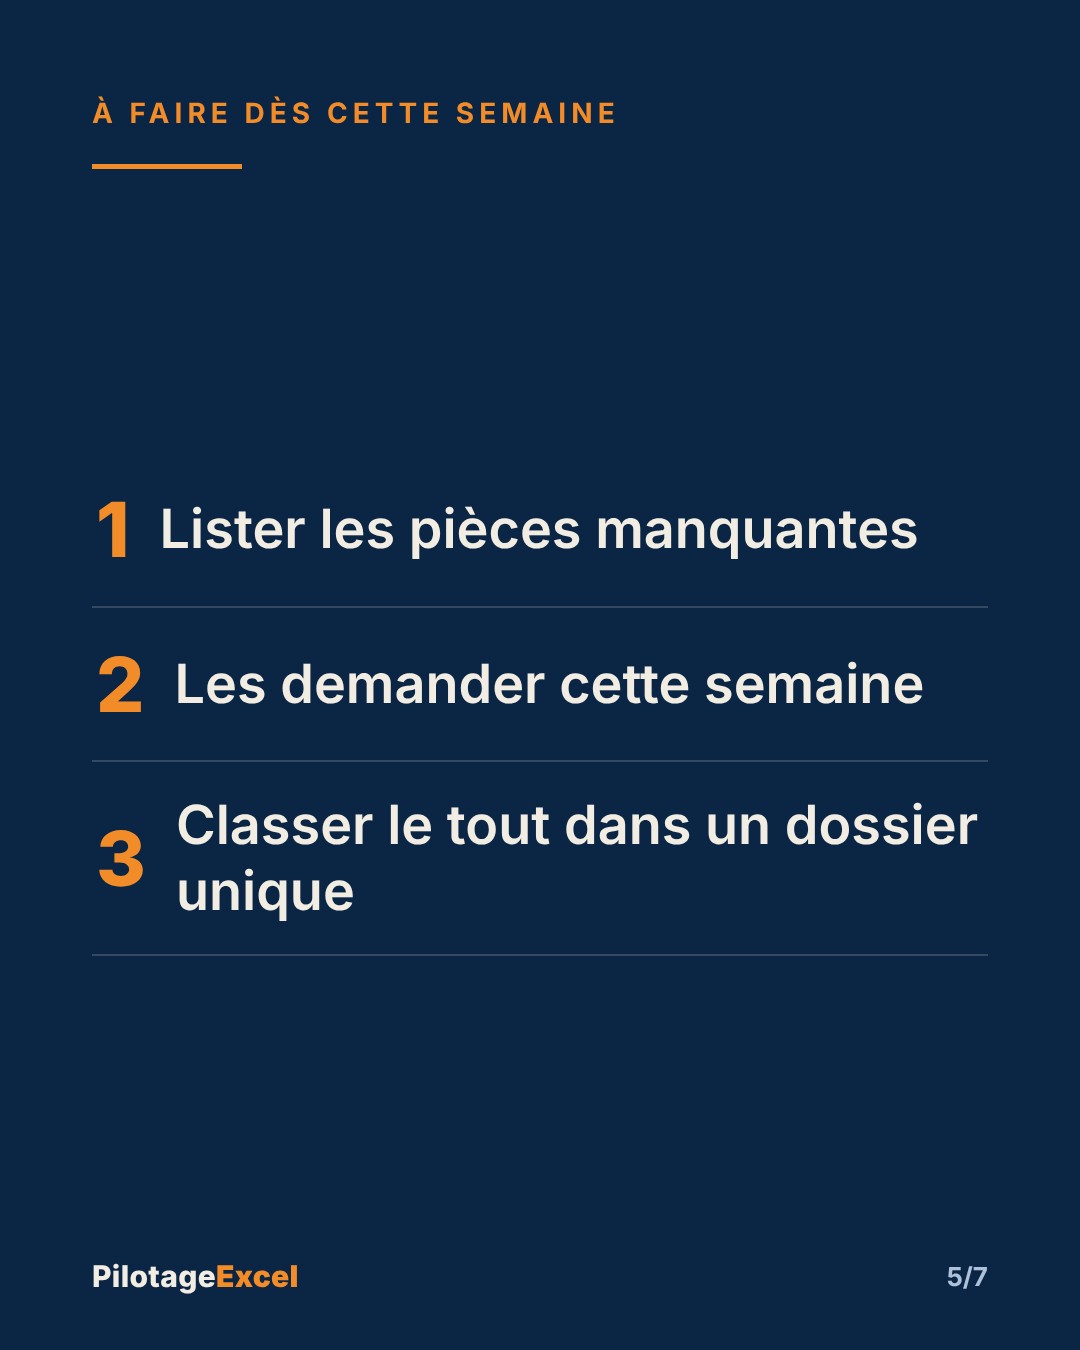 À FAIRE DÈS CETTE SEMAINE
1 Lister les pièces manquantes
2 Les demander cette semaine
3 Classer le tout dans un dossier
unique
PilotageExcel
5/7